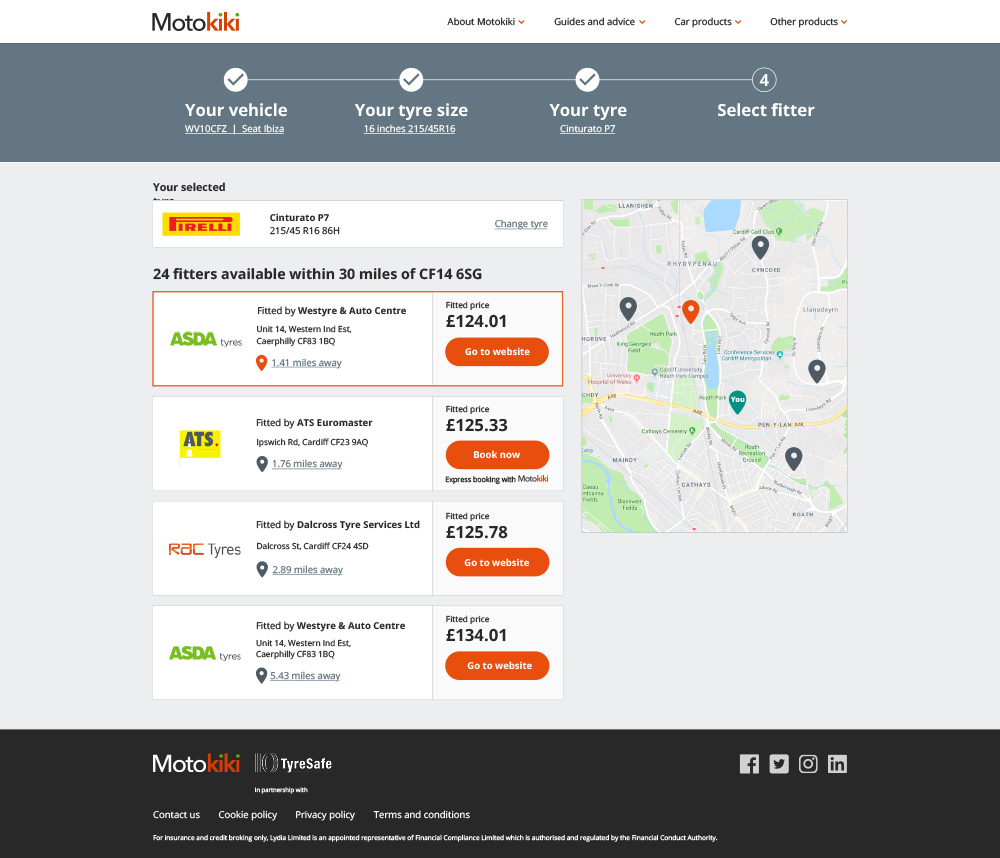 Motokiki
About Motokiki
Guides and advice
Car products
Other products
4
Your vehicle
Your tyre size
Your tyre
Select fitter
WV10CFZ | Seat Ibiza
16 inches 215/45R16
Cinturato P7
Your selected
PIRELLI
Cinturato P7
215/45 R16 86H
Change tyre
24 fitters available within 30 miles of CF14 6SG
ASDA tyres
Fitted by Westyre & Auto Centre
Unit 14, Western Ind Est,
Caerphilly CF83 1BQ
1.41 miles away
Fitted price
£124.01
Go to website
ATS.
Fitted by ATS Euromaster
Ipswich Rd, Cardiff CF23 9AQ
1.76 miles away
Fitted price
£125.33
Book now
Express booking with Motokiki
RAC Tyres
Fitted by Dalcross Tyre Services Ltd
Dalcross St, Cardiff CF24 4SD
2.89 miles away
Fitted price
£125.78
Go to website
ASDA tyres
Fitted by Westyre & Auto Centre
Unit 14, Western Ind Est,
Caerphilly CF83 1BQ
5.43 miles away
Fitted price
£134.01
Go to website
LLANISHEN
Cardiff Golf Club
RHYDYPENAU
CYNCOED
Llanedeyrn
Heath Park
King George's
Field
Conference Services
Cardiff Metropolitan
University
Hospital of Wales
Cardiff University
Heath Park Campus
Roath Park
You
A48
A48
PEN-Y-LAN
Cathays Cemetery
MAINDY
Roath
Recreation
Ground
CATHAYS
Blackweir
Fields
ROATH
Motokiki
TyreSafe
In partnership with
Contact us
Cookie policy
Privacy policy
Terms and conditions
For insurance and credit broking only, Lydia Limited is an appointed representative of Financial Compliance Limited which is authorised and regulated by the Financial Conduct Authority.